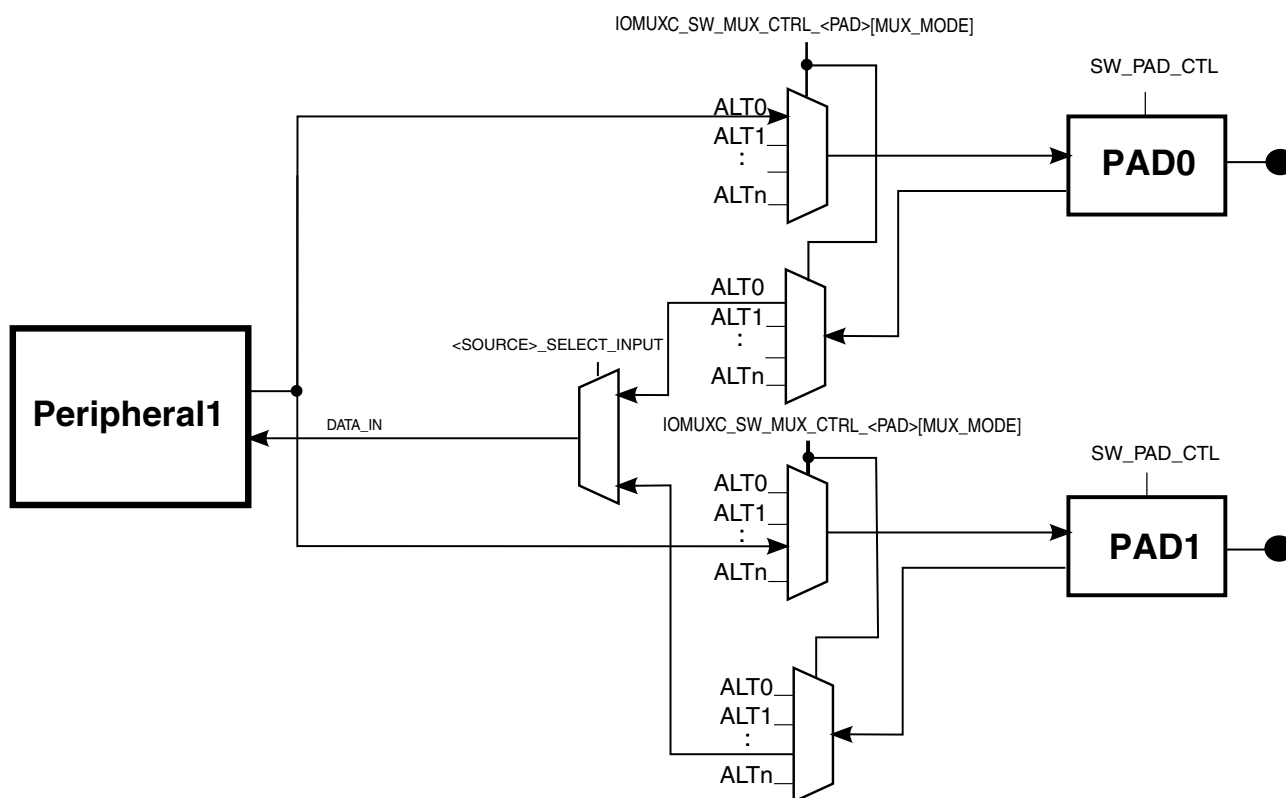 IOMUXC_SW_MUX_CTRL_<PAD>[MUX_MODE]
SW_PAD_CTL
ALT0
ALT1
:
ALTn
PAD0
ALT0
ALT1
:
ALTn
<SOURCE>_SELECT_INPUT
Peripheral1
DATA_IN
IOMUXC_SW_MUX_CTRL_<PAD>[MUX_MODE]
SW_PAD_CTL
ALT0
ALT1
:
ALTn
PAD1
ALT0
ALT1
:
ALTn